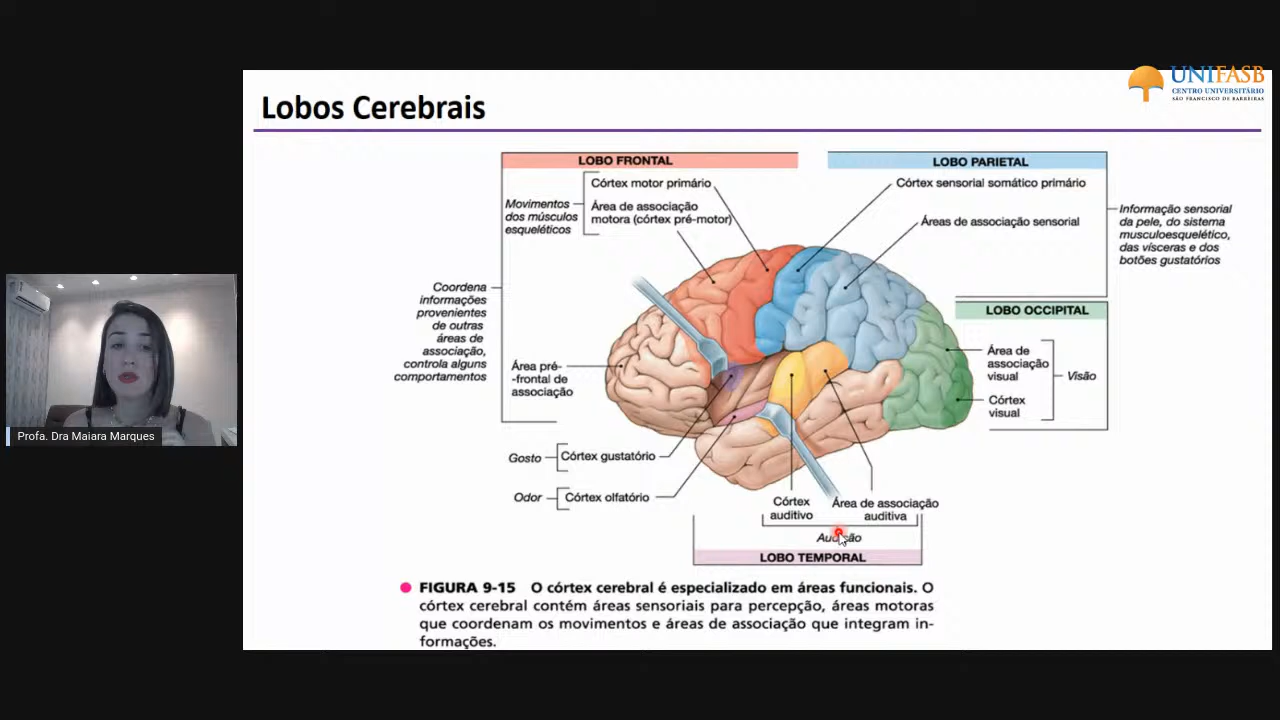 UNIFASB
CENTRO UNIVERSITÁRIO
SÃO FRANCISCO DE BARREIRAS
Lobos Cerebrais
LOBO FRONTAL
LOBO PARIETAL
Córtex motor primário
Área de associação
motora (córtex pré-motor)
Movimentos
dos músculos
esqueléticos
Córtex sensorial somático primário
Áreas de associação sensorial
Informação sensorial
da pele, do sistema
musculoesquelético,
das vísceras e dos
botões gustatórios
Coordena
informações
provenientes
de outras
áreas de
associação,
controla alguns
comportamentos
Área pré-
-frontal de
associação
LOBO OCCIPITAL
Área de
associação
visual
Córtex
visual
Visão
Gosto
Córtex gustatório
Odor
Córtex olfatório
Córtex
auditivo
Área de associação
auditiva
Audição
LOBO TEMPORAL
FIGURA 9-15 O córtex cerebral é especializado em áreas funcionais. O
córtex cerebral contém áreas sensoriais para percepção, áreas motoras
que coordenam os movimentos e áreas de associação que integram in-
formações.
Profa. Dra Maiara Marques